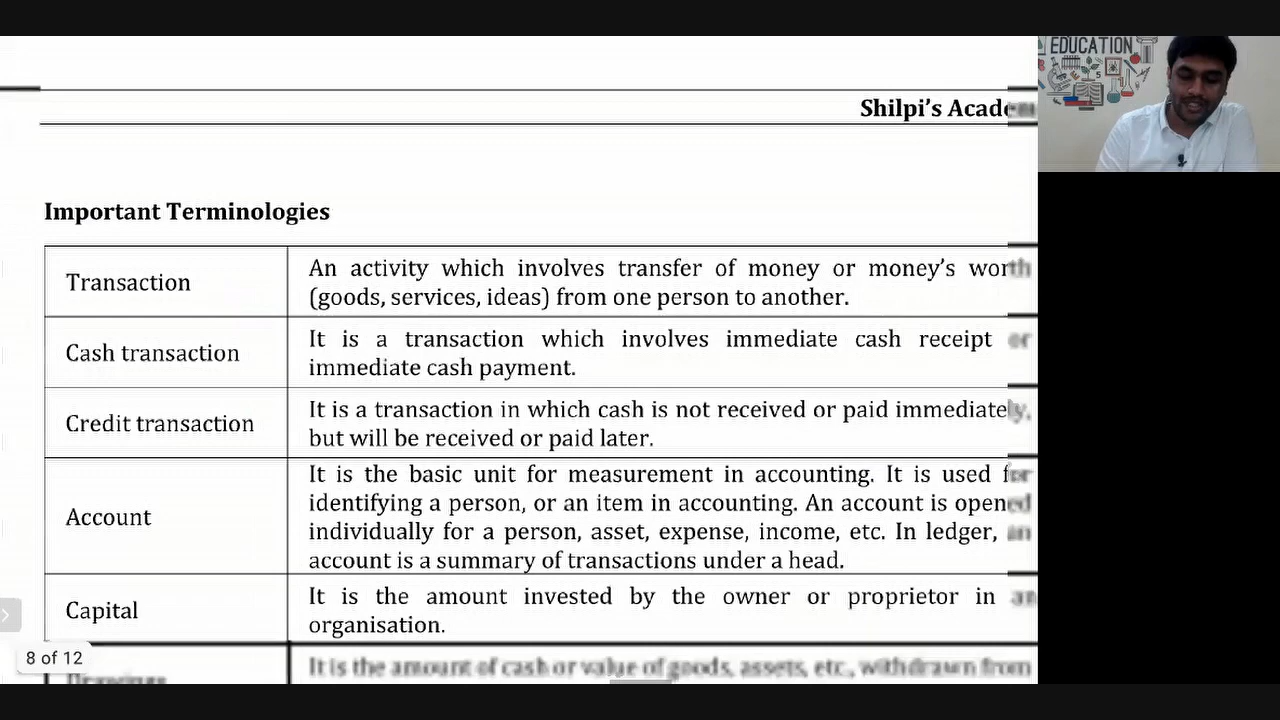 EDUCATION
Shilpi's Academ
Important Terminologies
Transaction
An activity which involves transfer of money or money's worth
(goods, services, ideas) from one person to another.
Cash transaction
It is a transaction which involves immediate cash receipt or
immediate cash payment.
Credit transaction
It is a transaction in which cash is not received or paid immediately,
but will be received or paid later.
Account
It is the basic unit for measurement in accounting. It is used for
identifying a person, or an item in accounting. An account is opened
individually for a person, asset, expense, income, etc. In ledger, an
account is a summary of transactions under a head.
Capital
It is the amount invested by the owner or proprietor in an
organisation.
8 of 12
Drawings
It is the amount of cash or value of goods, assets, etc., withdrawn from